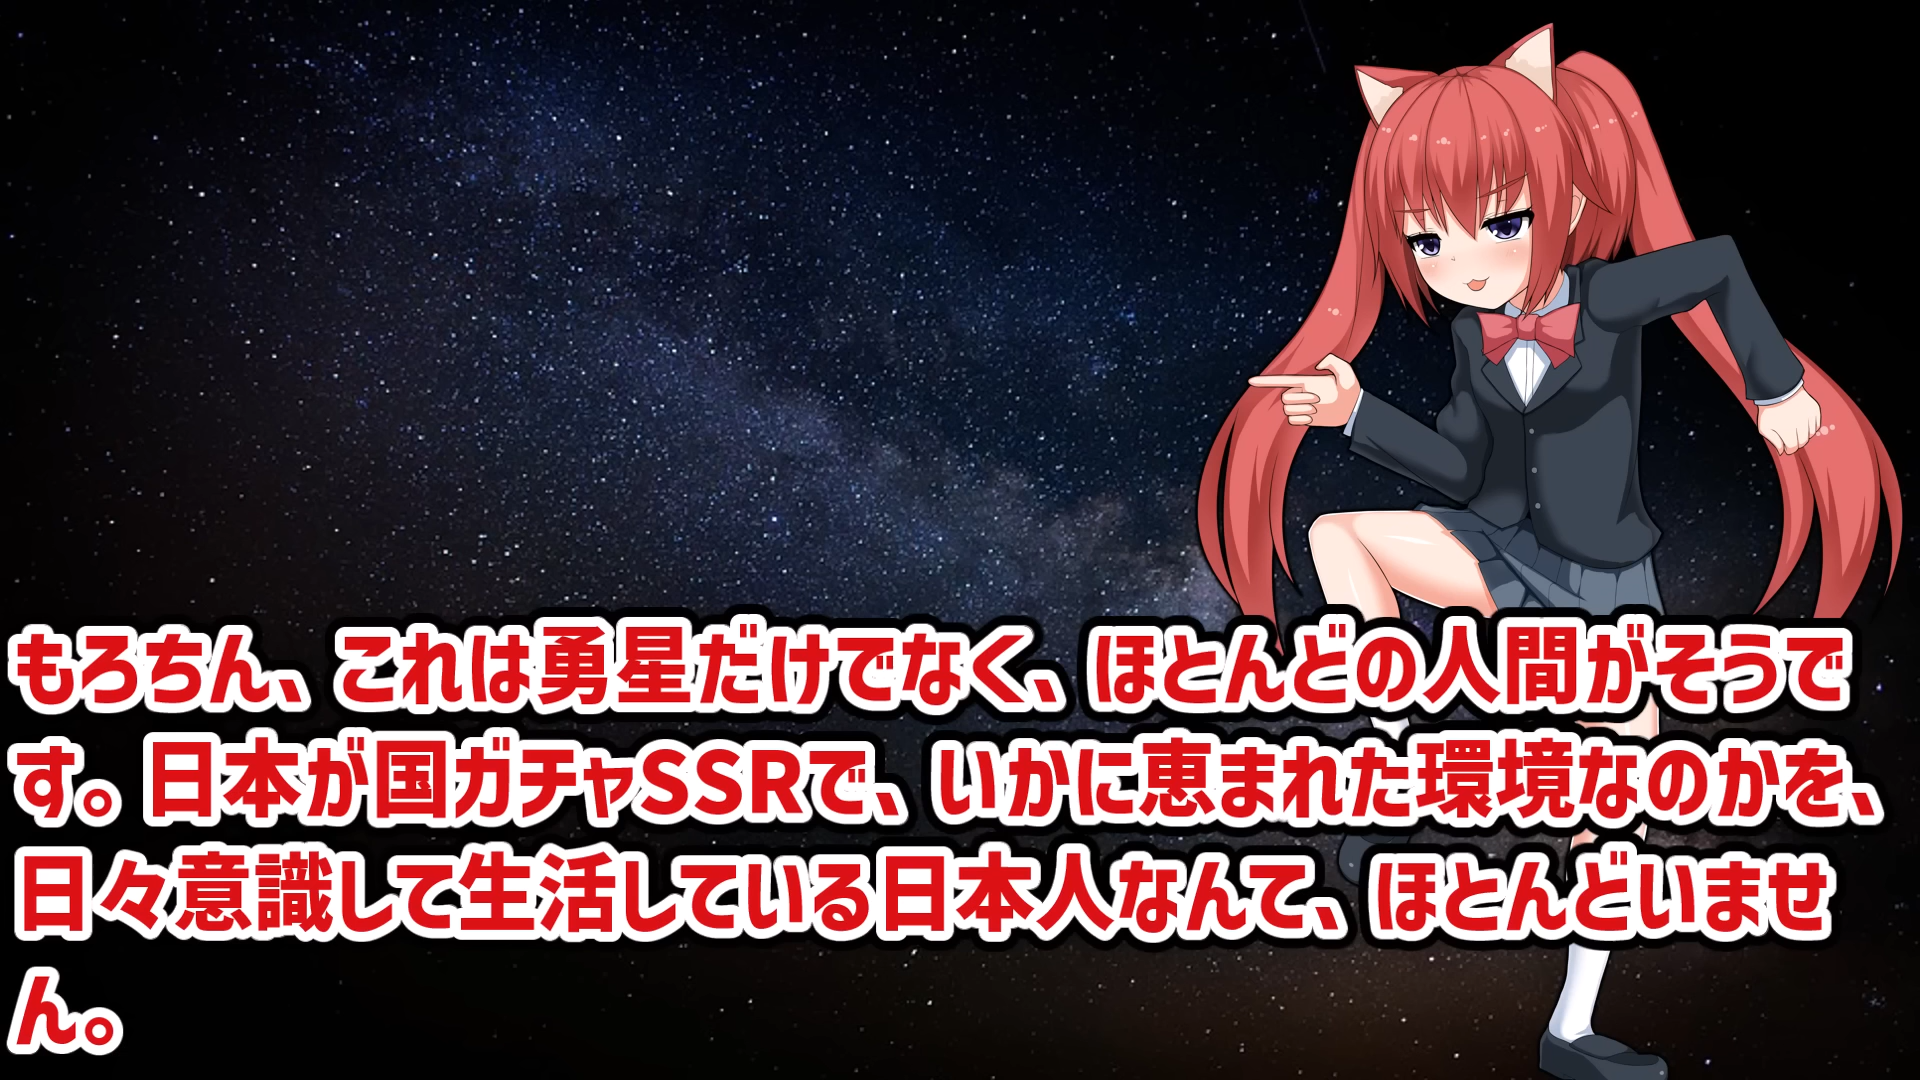 もろちん、これは勇星だけでなく、ほとんどの人間がそうで
す。日本が国ガチャSSRで、いかに恵まれた環境なのかを、
日々意識して生活している日本人なんて、ほとんどいませ
ん。